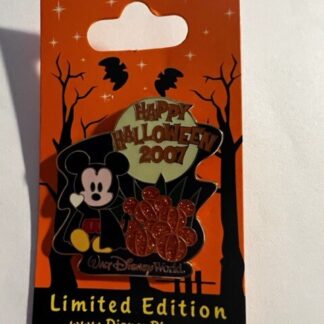 HAPPY
HALLOWEEN
2007
Walt Disney World
Limited Edition